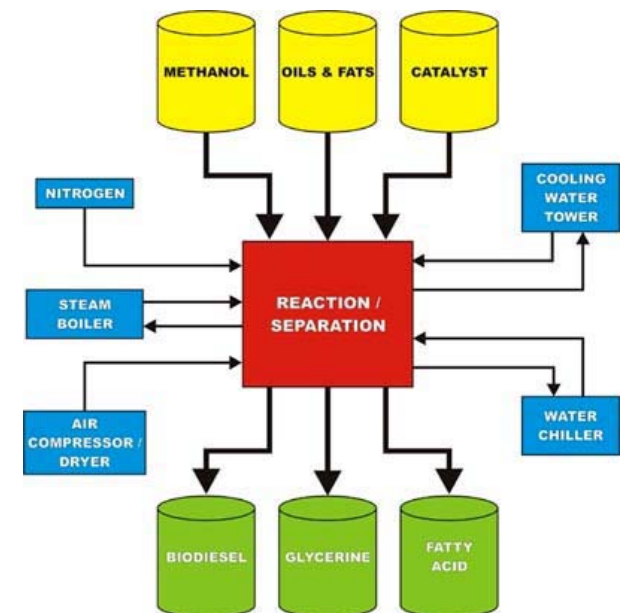 METHANOL
OILS & FATS
CATALYST
NITROGEN
COOLING
WATER
TOWER
STEAM
BOILER
REACTION /
SEPARATION
AIR
COMPRESSOR /
DRYER
WATER
CHILLER
BIODIESEL
GLYCERINE
FATTY
ACID